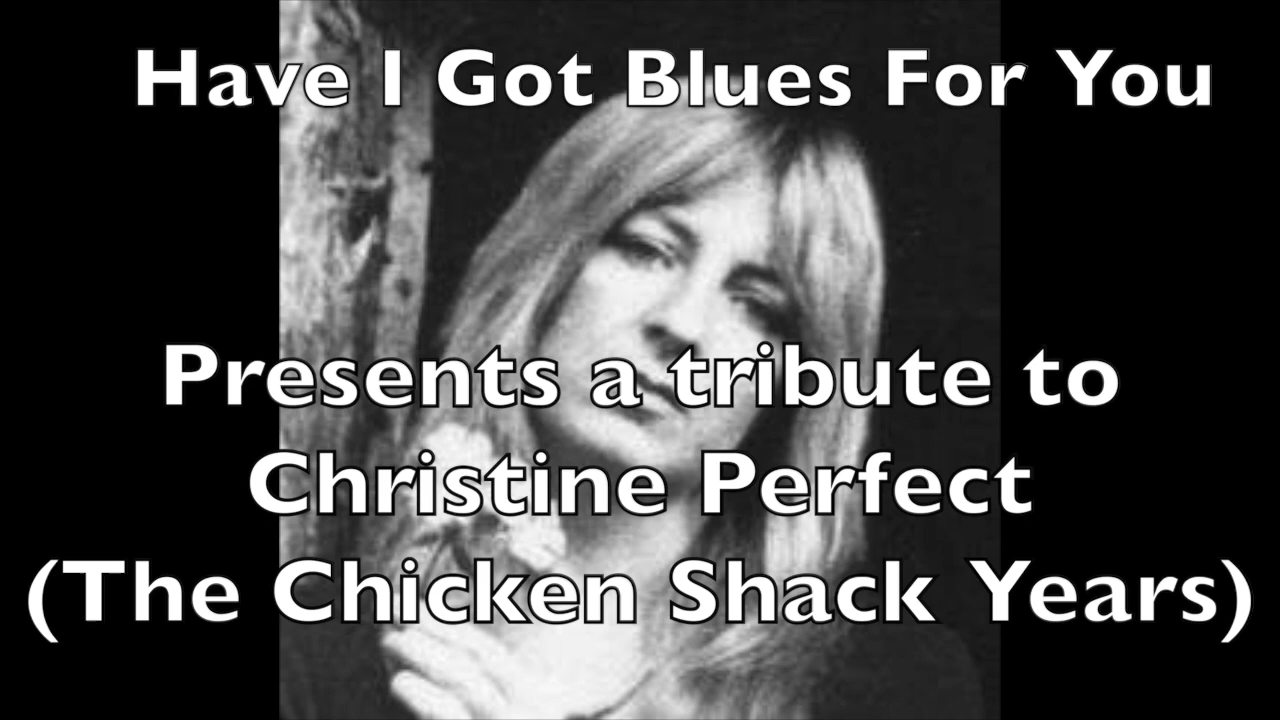 Have I Got Blues For You
Presents a tribute to
Christine Perfect
(The Chicken Shack Years)